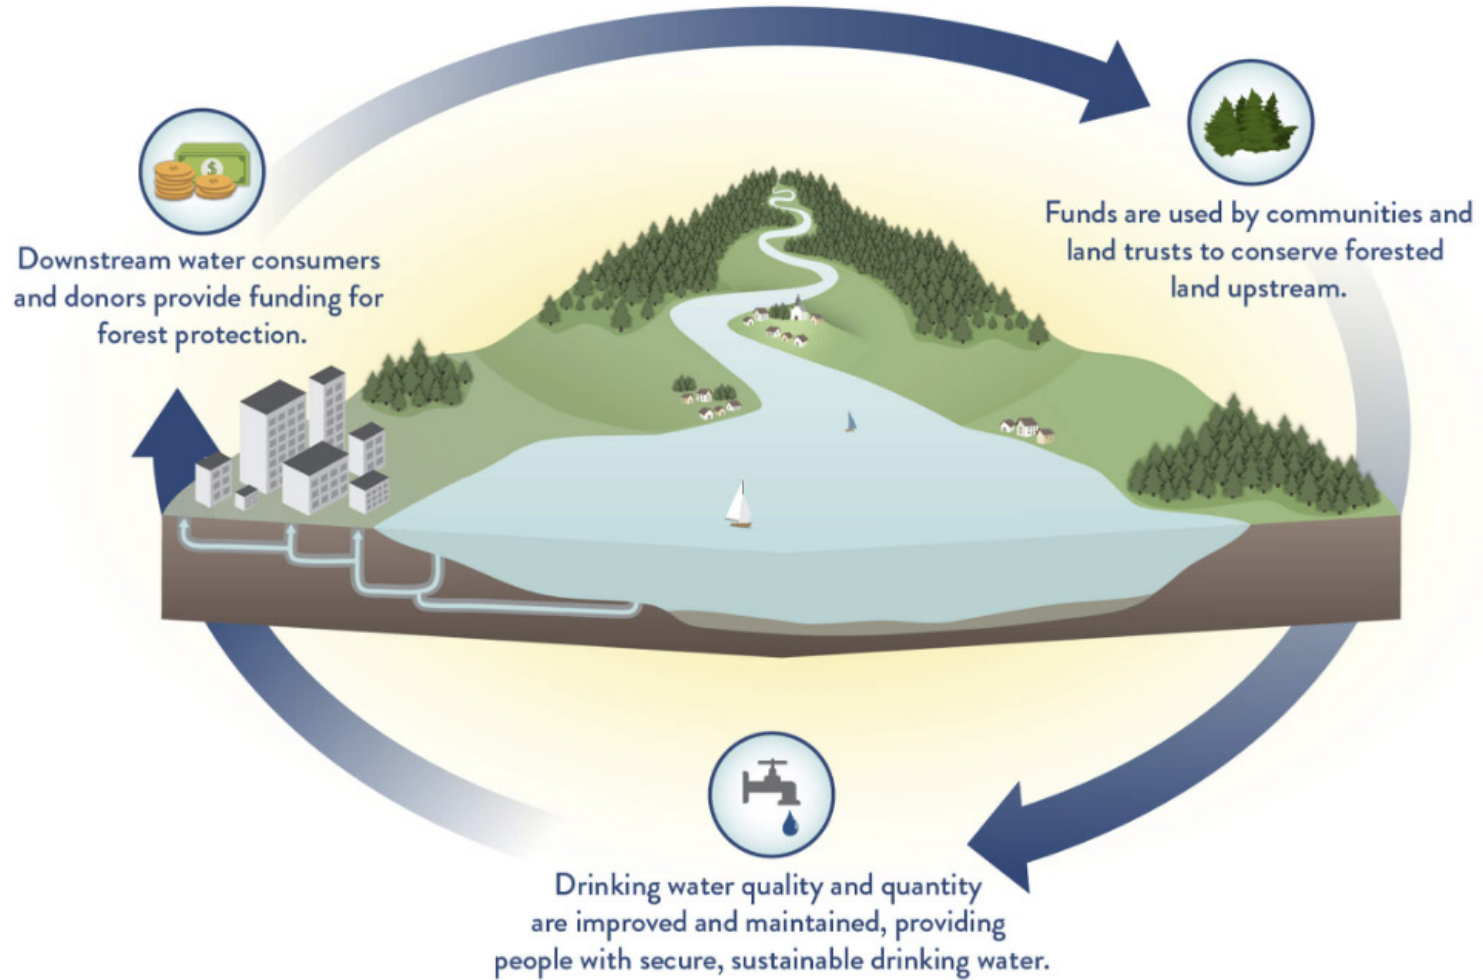 Downstream water consumers
and donors provide funding for
forest protection.
Funds are used by communities and
land trusts to conserve forested
land upstream.
Drinking water quality and quantity
are improved and maintained, providing
people with secure, sustainable drinking water.